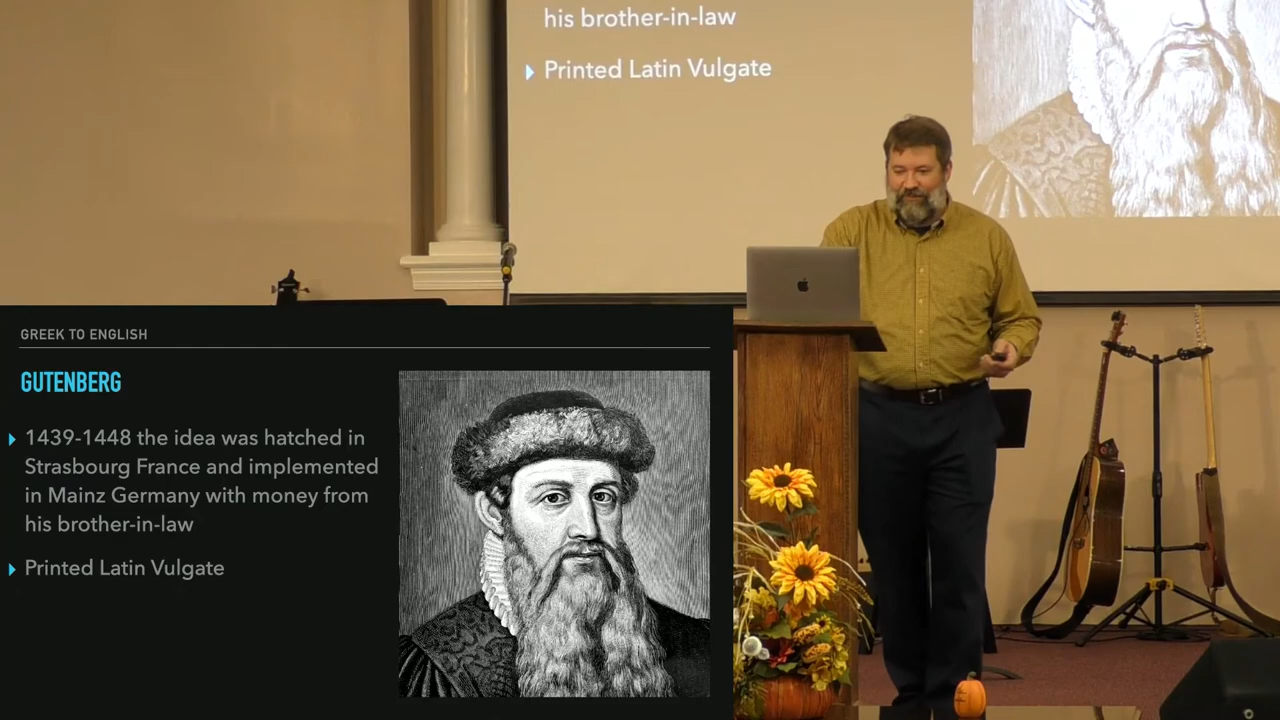 his brother-in-law
Printed Latin Vulgate
GREEK TO ENGLISH
GUTENBERG
1439-1448 the idea was hatched in
Strasbourg France and implemented
in Mainz Germany with money from
his brother-in-law
Printed Latin Vulgate